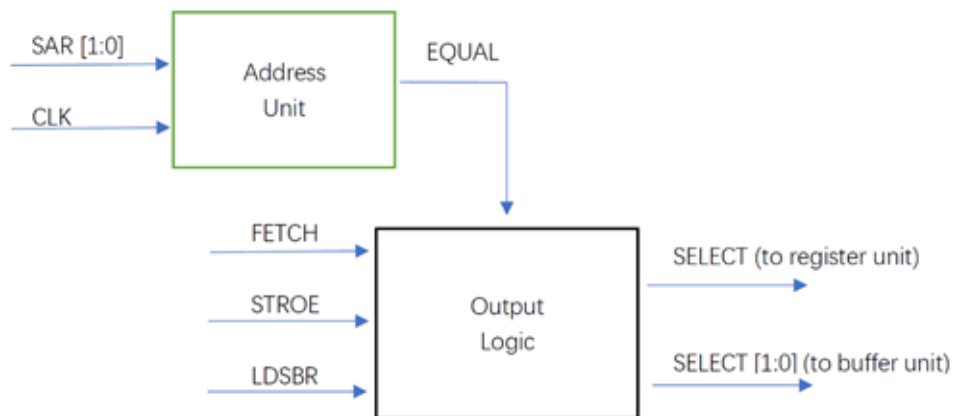 SAR [1:0]
CLK
Address
Unit
EQUAL
FETCH
STROE
LDSBR
Output
Logic
SELECT (to register unit)
SELECT [1:0] (to buffer unit)